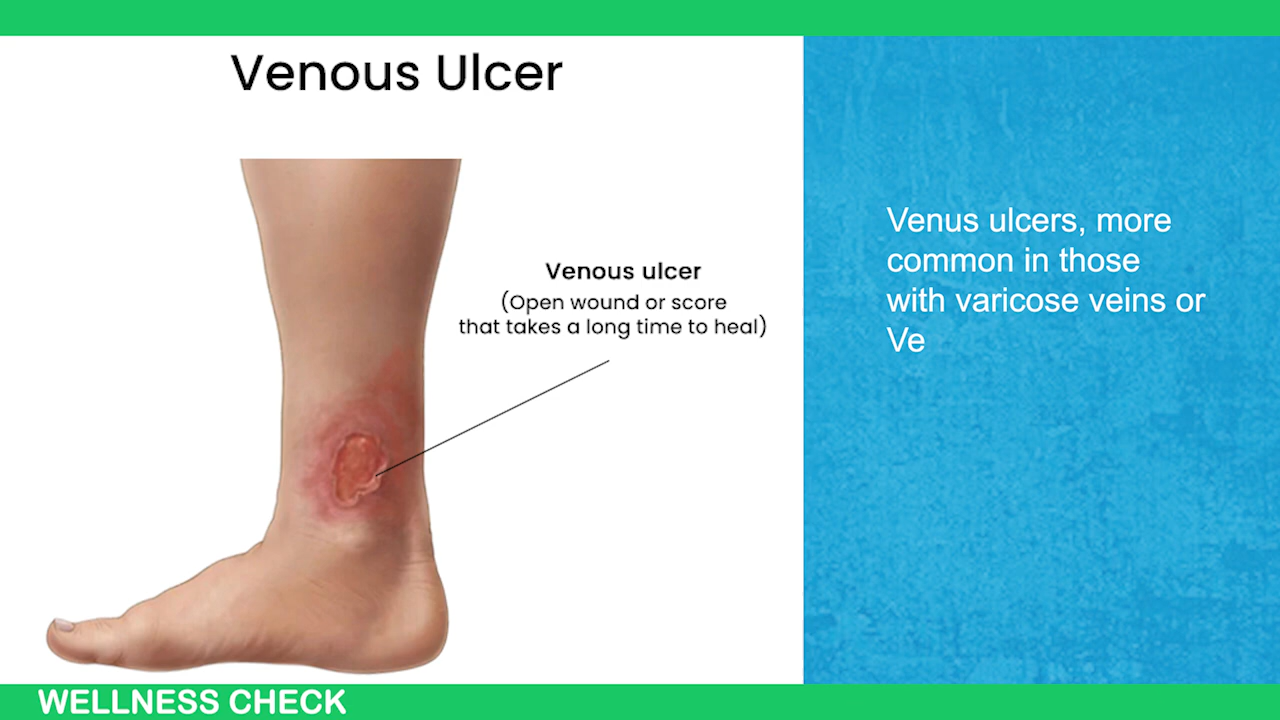 Venous Ulcer
Venous ulcer
(Open wound or score
that takes a long time to heal)
Venus ulcers, more
common in those
with varicose veins or
Ve
WELLNESS CHECK